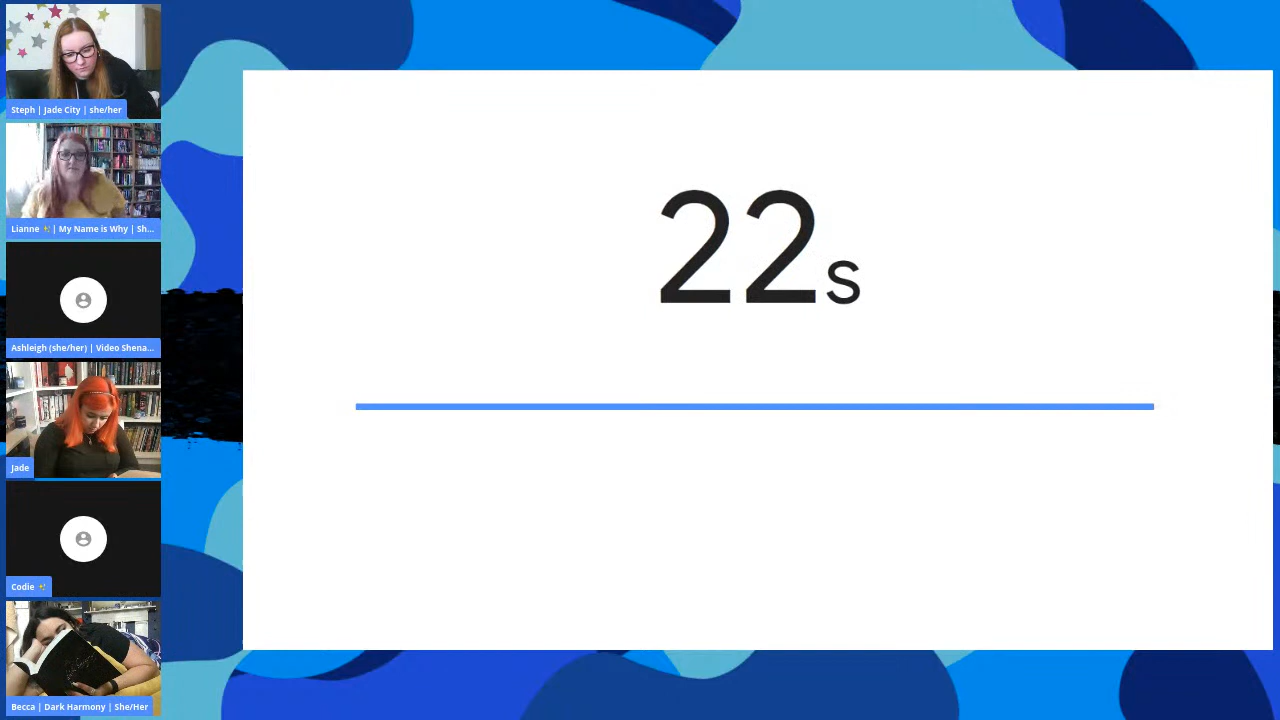 Steph | Jade City | she/her
Lianne ✨ | My Name is Why | Sh...
Ashleigh (she/her) | Video Shena...
Jade
Codie ✨
Becca | Dark Harmony | She/Her
22s